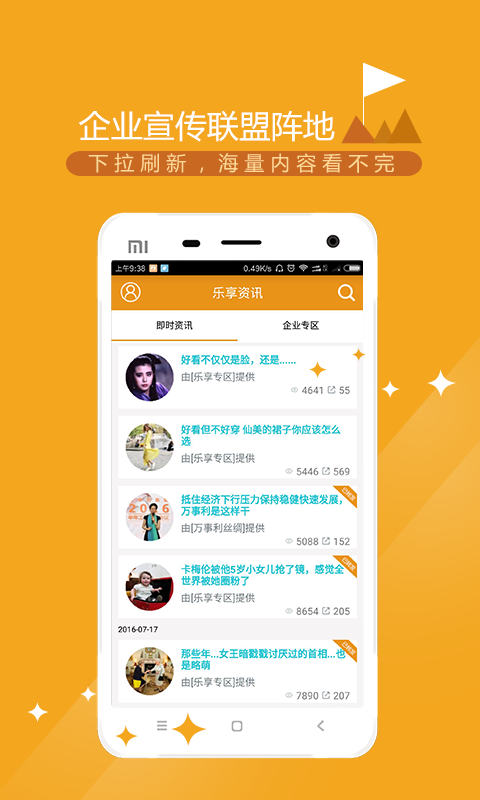 企业宣传联盟阵地
下拉刷新，海量内容看不完
mi
上午9:38
0.49K/s
乐享资讯
即时资讯
企业专区
好看不仅仅是脸，还是......
由[乐享专区]提供
4641 55
好看但不好穿 仙美的裙子你应该怎么
选
由[乐享专区]提供
5446 569
抵住经济下行压力保持稳健快速发展，
万事利是这样干
由[万事利丝绸]提供
5088 152
卡梅伦被他5岁小女儿抢了镜，感觉全
世界被她圈粉了
由[乐享专区]提供
8654 205
2016-07-17
那些年...女王暗戳戳讨厌过的首相...也
是略萌
由[乐享专区]提供
7890 207